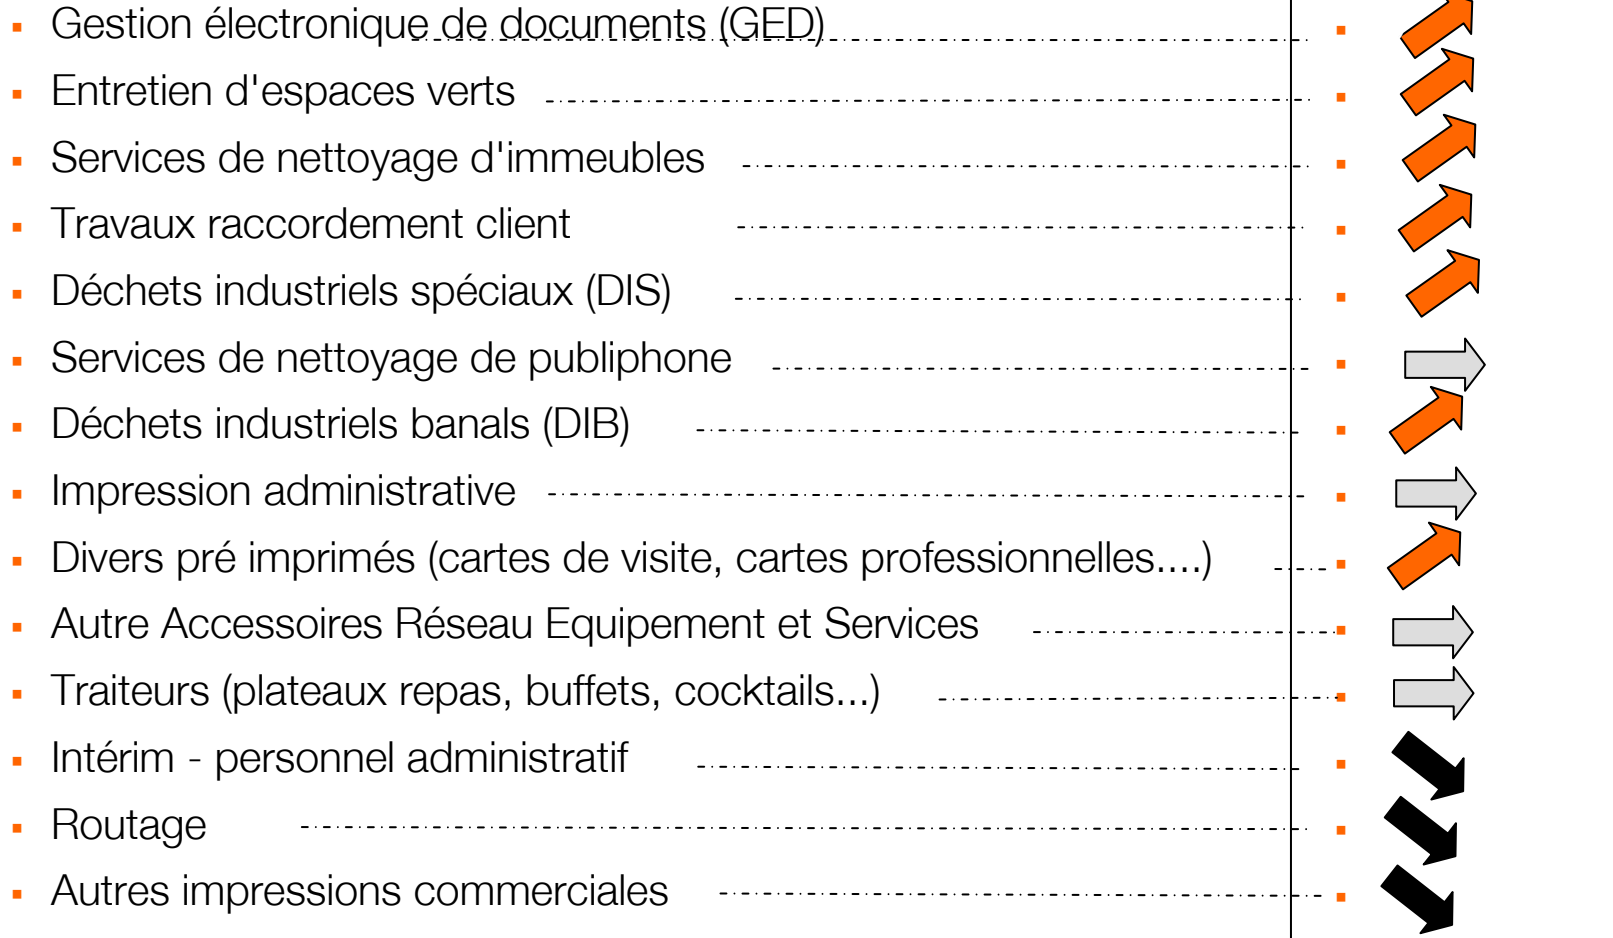 Gestion électronique de documents (GED)
Entretien d'espaces verts
Services de nettoyage d'immeubles
Travaux raccordement client
Déchets industriels spéciaux (DIS)
Services de nettoyage de publiphone
Déchets industriels banals (DIB)
Impression administrative
Divers pré imprimés (cartes de visite, cartes professionnelles....)
Autre Accessoires Réseau Equipement et Services
Traiteurs (plateaux repas, buffets, cocktails...)
Intérim - personnel administratif
Routage
Autres impressions commerciales